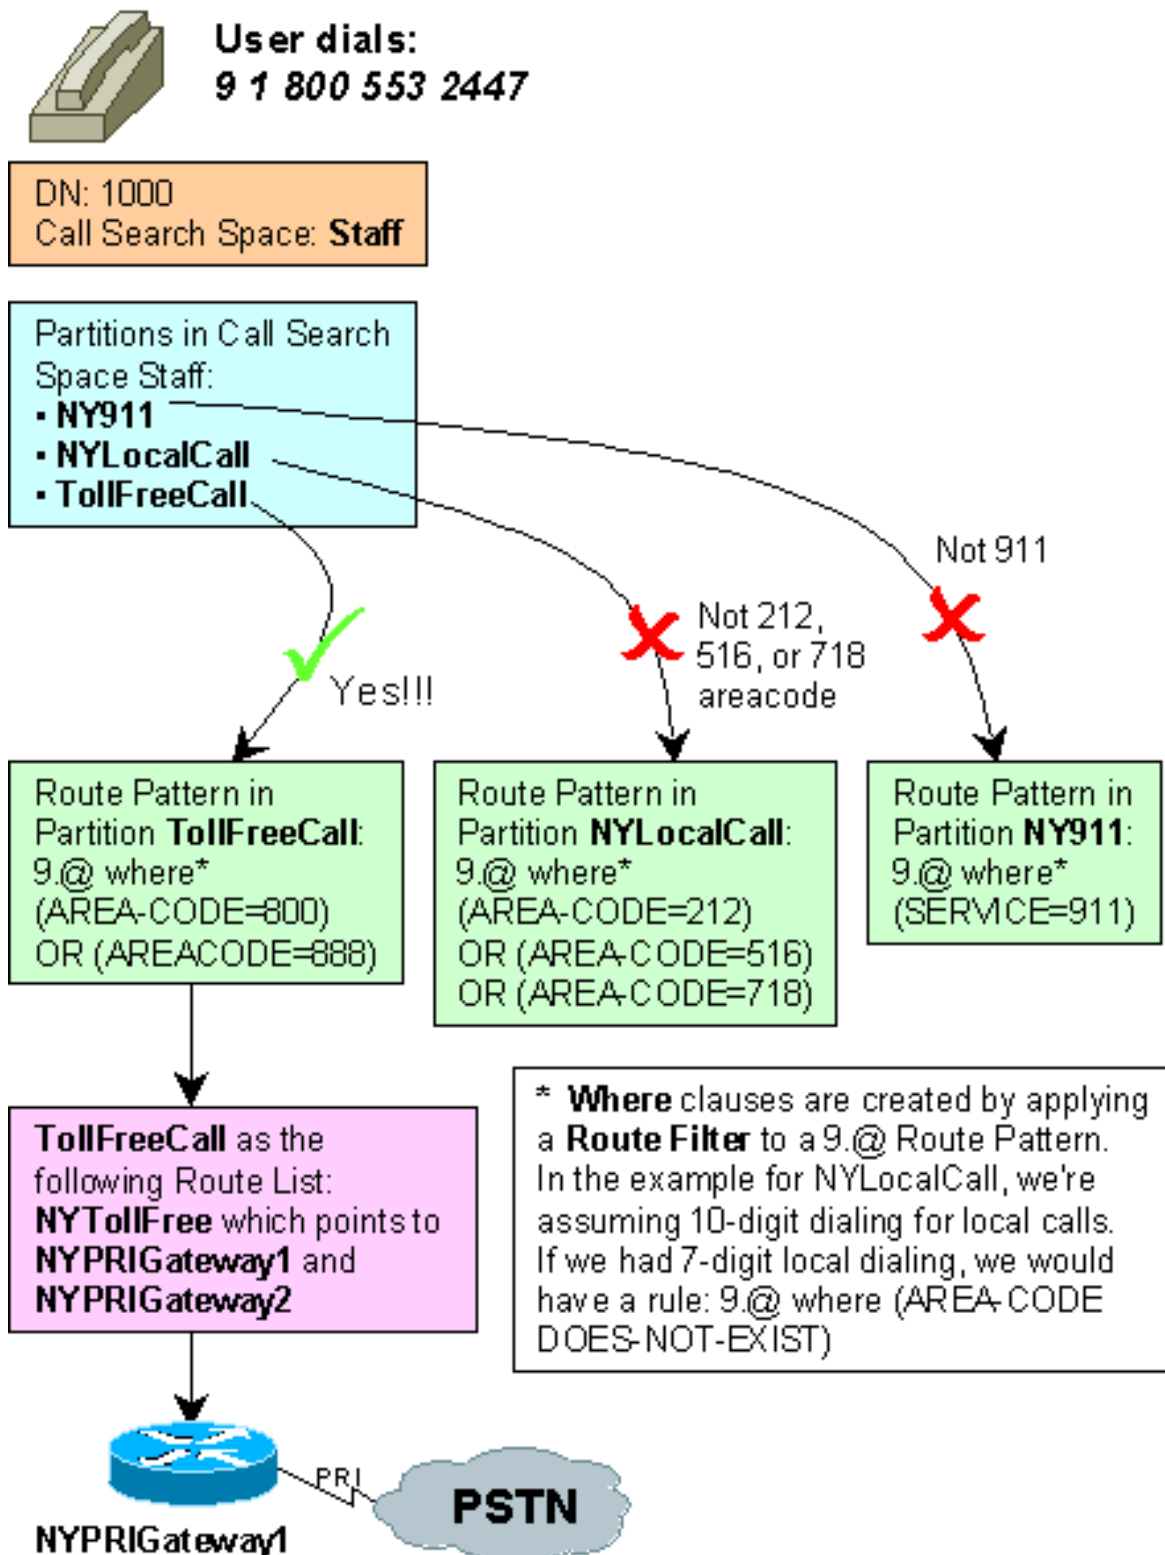 User dials:
9 1 800 553 2447
DN: 1000
Call Search Space: Staff
Partitions in Call Search
Space Staff:
▪ NY911
▪ NYLocalCall
▪ TollFreeCall
Not 911
Not 212,
516, or 718
areacode
Yes!!!
Route Pattern in
Partition TollFreeCall:
9.@ where*
(AREA-CODE=800)
OR (AREACODE=888)
Route Pattern in
Partition NYLocalCall:
9.@ where*
(AREA-CODE=212)
OR (AREA-CODE=516)
OR (AREA-CODE=718)
Route Pattern in
Partition NY911:
9.@ where*
(SERVICE=911)
TollFreeCall as the
following Route List:
NYTollFree which points to
NYPRIGateway1 and
NYPRIGateway2
* Where clauses are created by applying
a Route Filter to a 9.@ Route Pattern.
In the example for NYLocalCall, we're
assuming 10-digit dialing for local calls.
If we had 7-digit local dialing, we would
have a rule: 9.@ where (AREA-CODE
DOES-NOT-EXIST)
PRI
PSTN
NYPRIGateway1